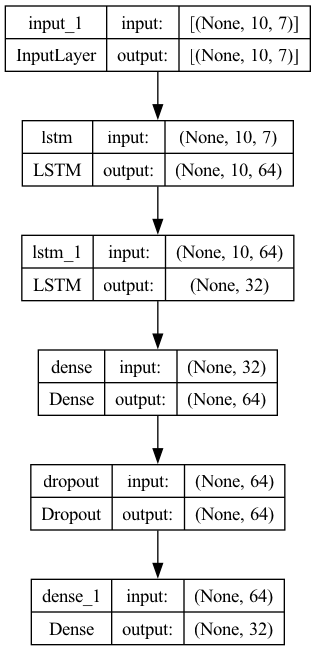 input_1 input: [(None, 10, 7)]
InputLayer output: [(None, 10, 7)]
lstm input: (None, 10, 7)
LSTM output: (None, 10, 64)
lstm_1 input: (None, 10, 64)
LSTM output: (None, 32)
dense input: (None, 32)
Dense output: (None, 64)
dropout input: (None, 64)
Dropout output: (None, 64)
dense_1 input: (None, 64)
Dense output: (None, 32)